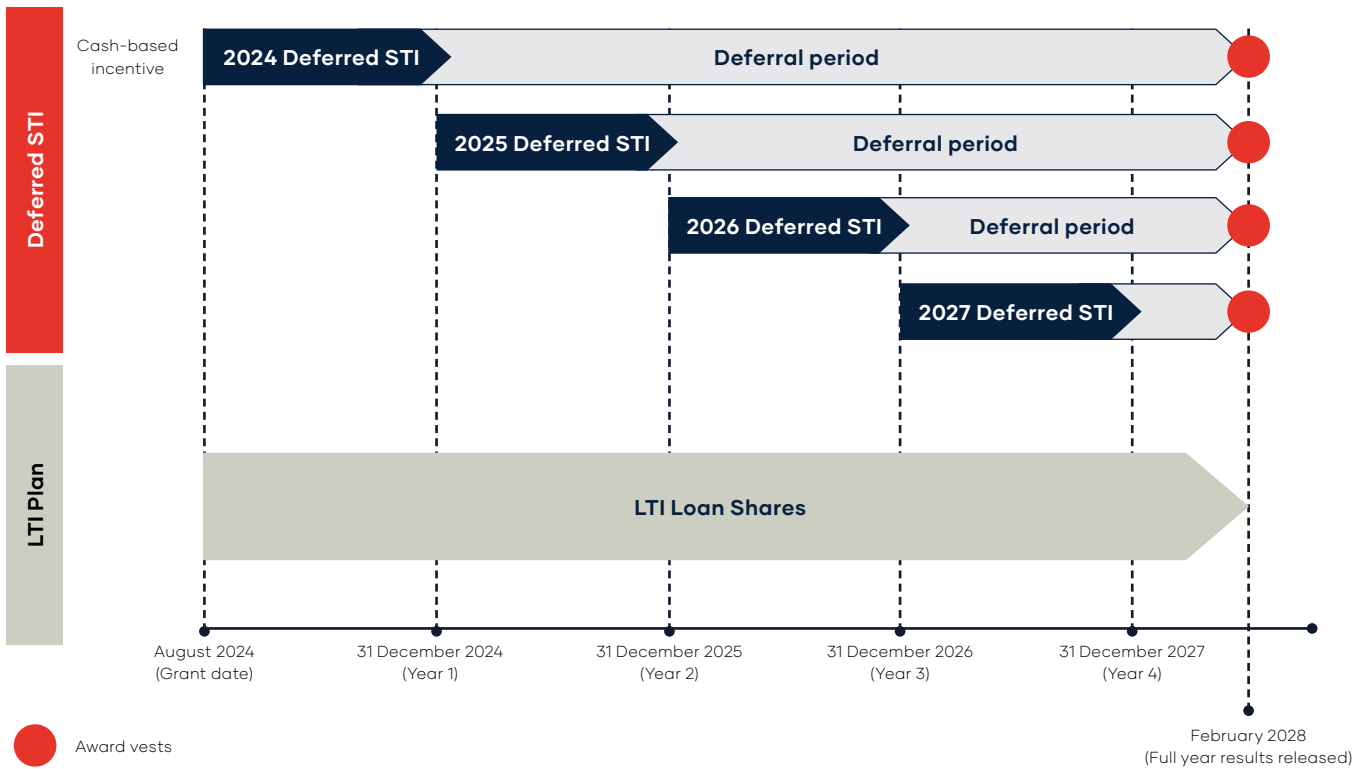 Deferred STI
Cash-based
incentive
2024 Deferred STI
Deferral period
2025 Deferred STI
Deferral period
2026 Deferred STI
Deferral period
2027 Deferred STI
LTI Plan
LTI Loan Shares
August 2024
(Grant date)
31 December 2024
(Year 1)
31 December 2025
(Year 2)
31 December 2026
(Year 3)
31 December 2027
(Year 4)
February 2028
(Full year results released)
Award vests